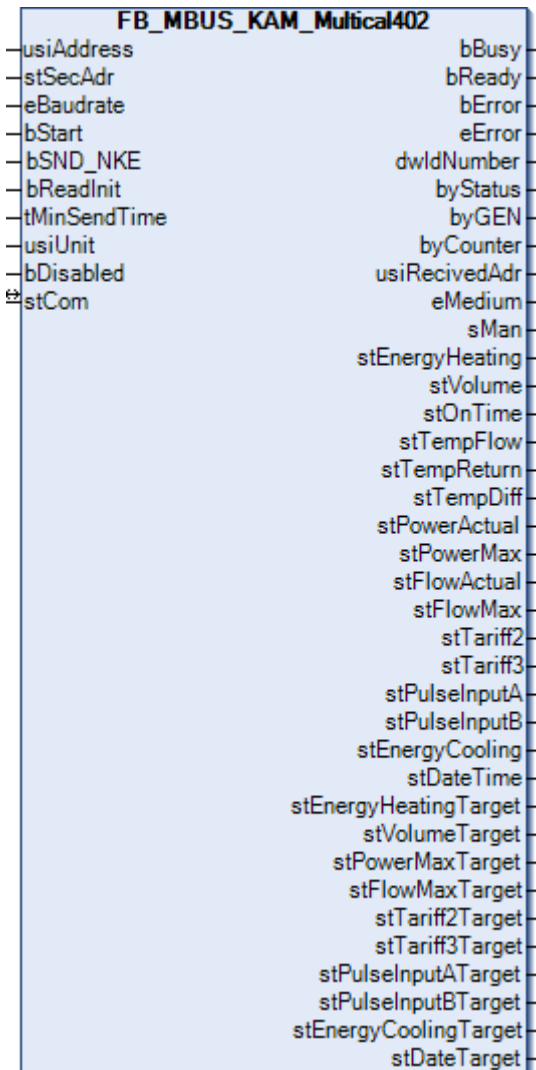 FB_MBUS_KAM_Multical402
usiAddress bBusy
stSecAdr bReady
eBaudrate bError
bStart eError
bSND_NKE dwIdNumber
bReadInit byStatus
tMinSendTime byGEN
usiUnit byCounter
bDisabled usiRecivedAdr
stCom eMedium
sMan
stEnergyHeating
stVolume
stOnTime
stTempFlow
stTempReturn
stTempDiff
stPowerActual
stPowerMax
stFlowActual
stFlowMax
stTariff2
stTariff3
stPulseInputA
stPulseInputB
stEnergyCooling
stDateTime
stEnergyHeatingTarget
stVolumeTarget
stPowerMaxTarget
stFlowMaxTarget
stTariff2Target
stTariff3Target
stPulseInputATarget
stPulseInputBTarget
stEnergyCoolingTarget
stDateTarget